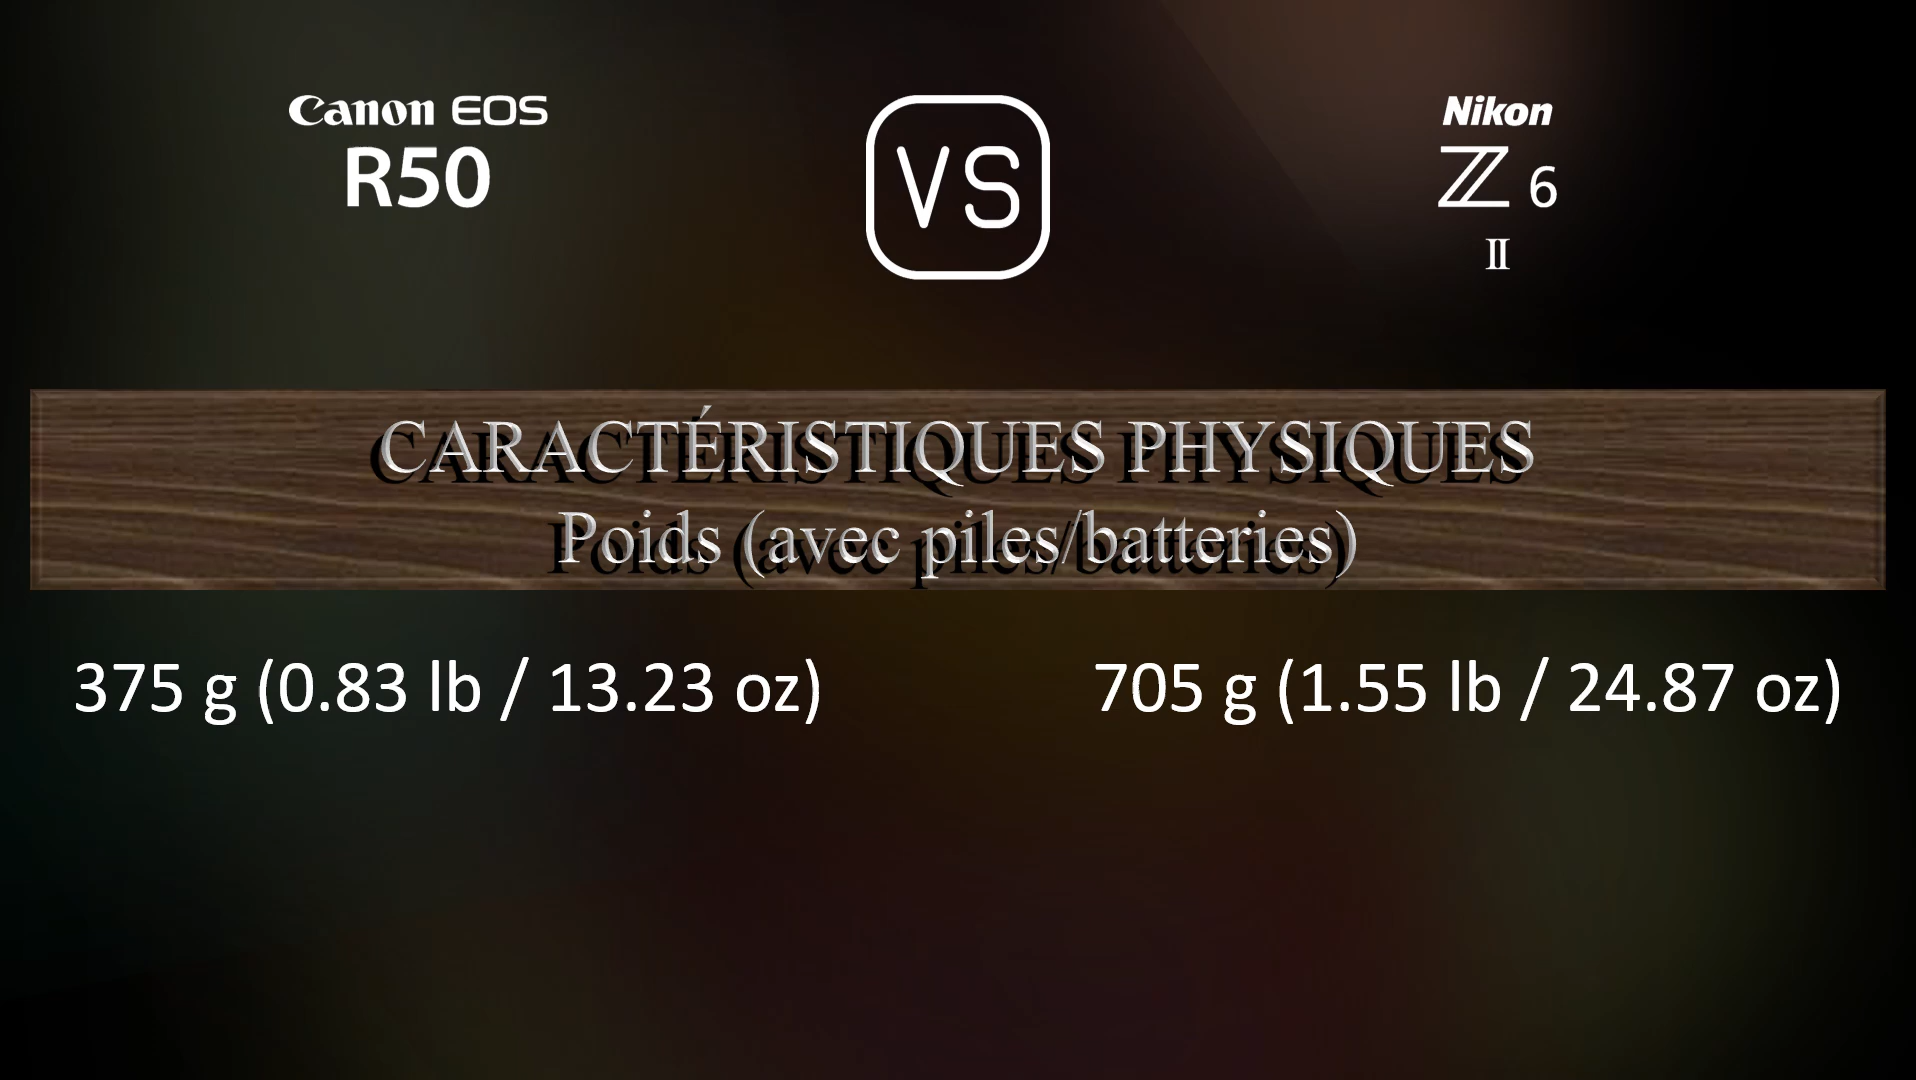 Canon EOS
R50
VS
Nikon
Z 6
II
CARACTÉRISTIQUES PHYSIQUES
Poids (avec piles/batteries)
375 g (0.83 lb / 13.23 oz)
705 g (1.55 lb / 24.87 oz)